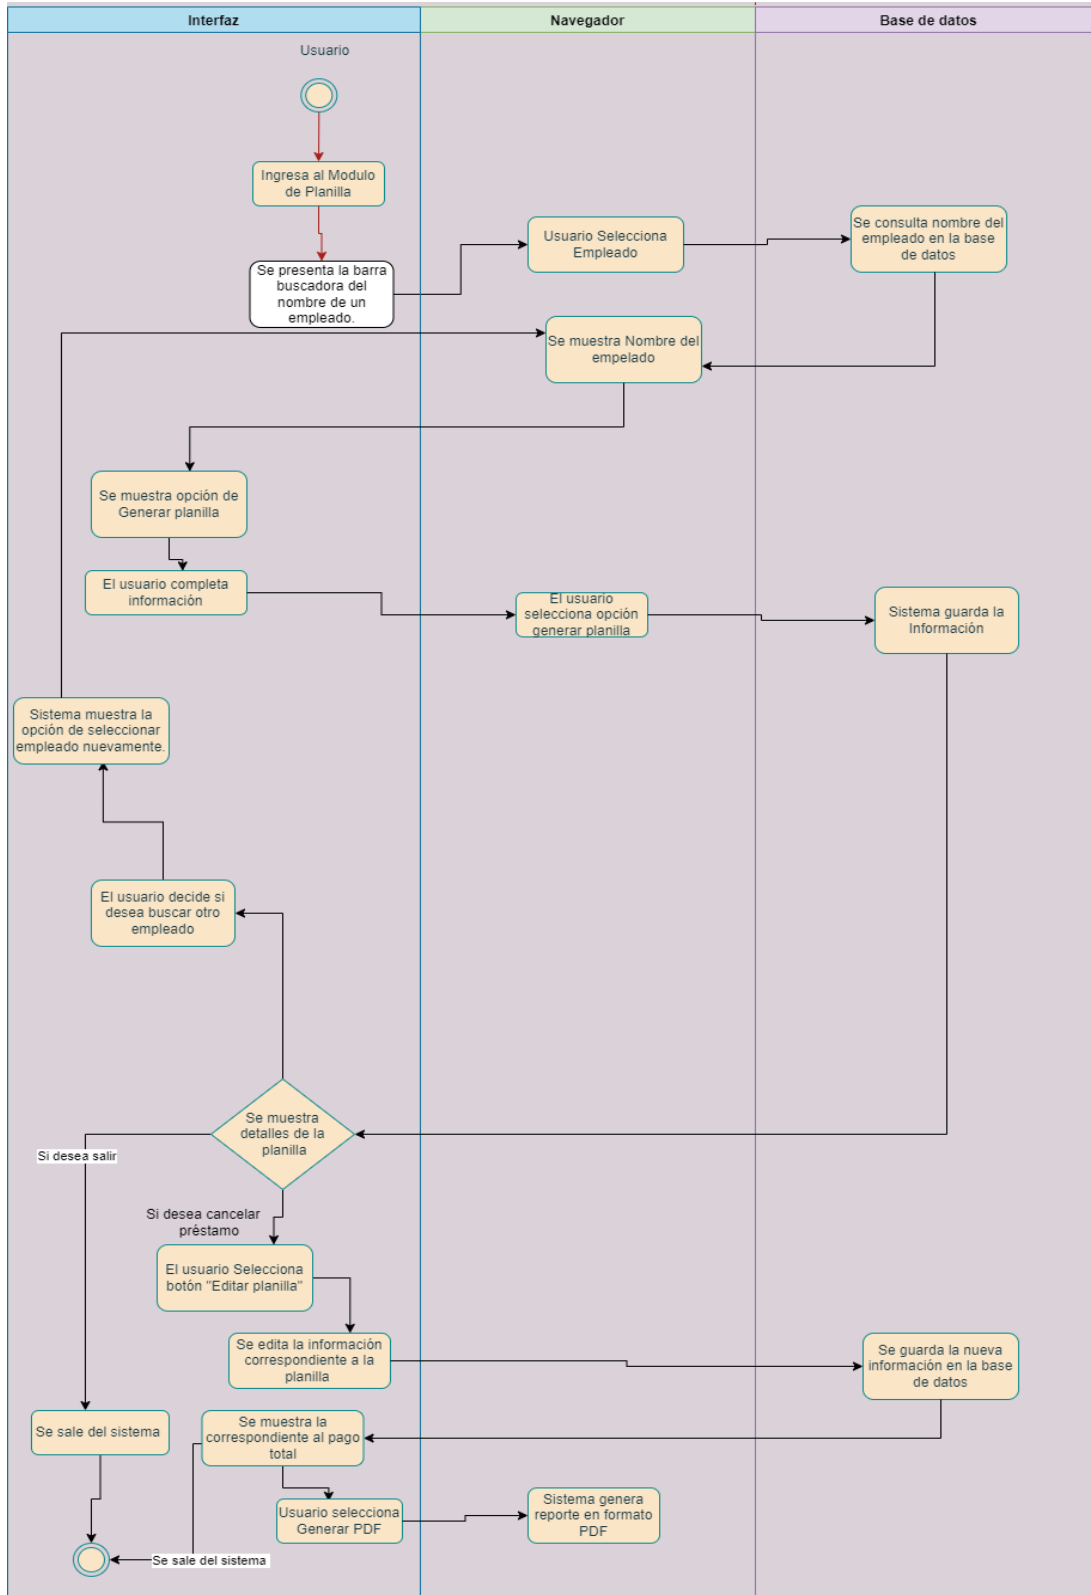 Interfaz
Navegador
Base de datos
Usuario
Ingresa al Modulo
de Planilla
Se presenta la barra
buscadora del
nombre de un
empleado.
Usuario Selecciona
Empleado
Se consulta nombre del
empleado en la base
de datos
Se muestra Nombre del
empelado
Se muestra opción de
Generar planilla
El usuario completa
información
El usuario
selecciona opción
generar planilla
Sistema guarda la
Información
Sistema muestra la
opción de seleccionar
empleado nuevamente.
El usuario decide si
desea buscar otro
empleado
Se muestra
detalles de la
planilla
Si desea salir
Si desea cancelar
préstamo
El usuario Selecciona
botón "Editar planilla"
Se edita la información
correspondiente a la
planilla
Se guarda la nueva
información en la base
de datos
Se sale del sistema
Se muestra la
correspondiente al pago
total
Usuario selecciona
Generar PDF
Sistema genera
reporte en formato
PDF
Se sale del sistema